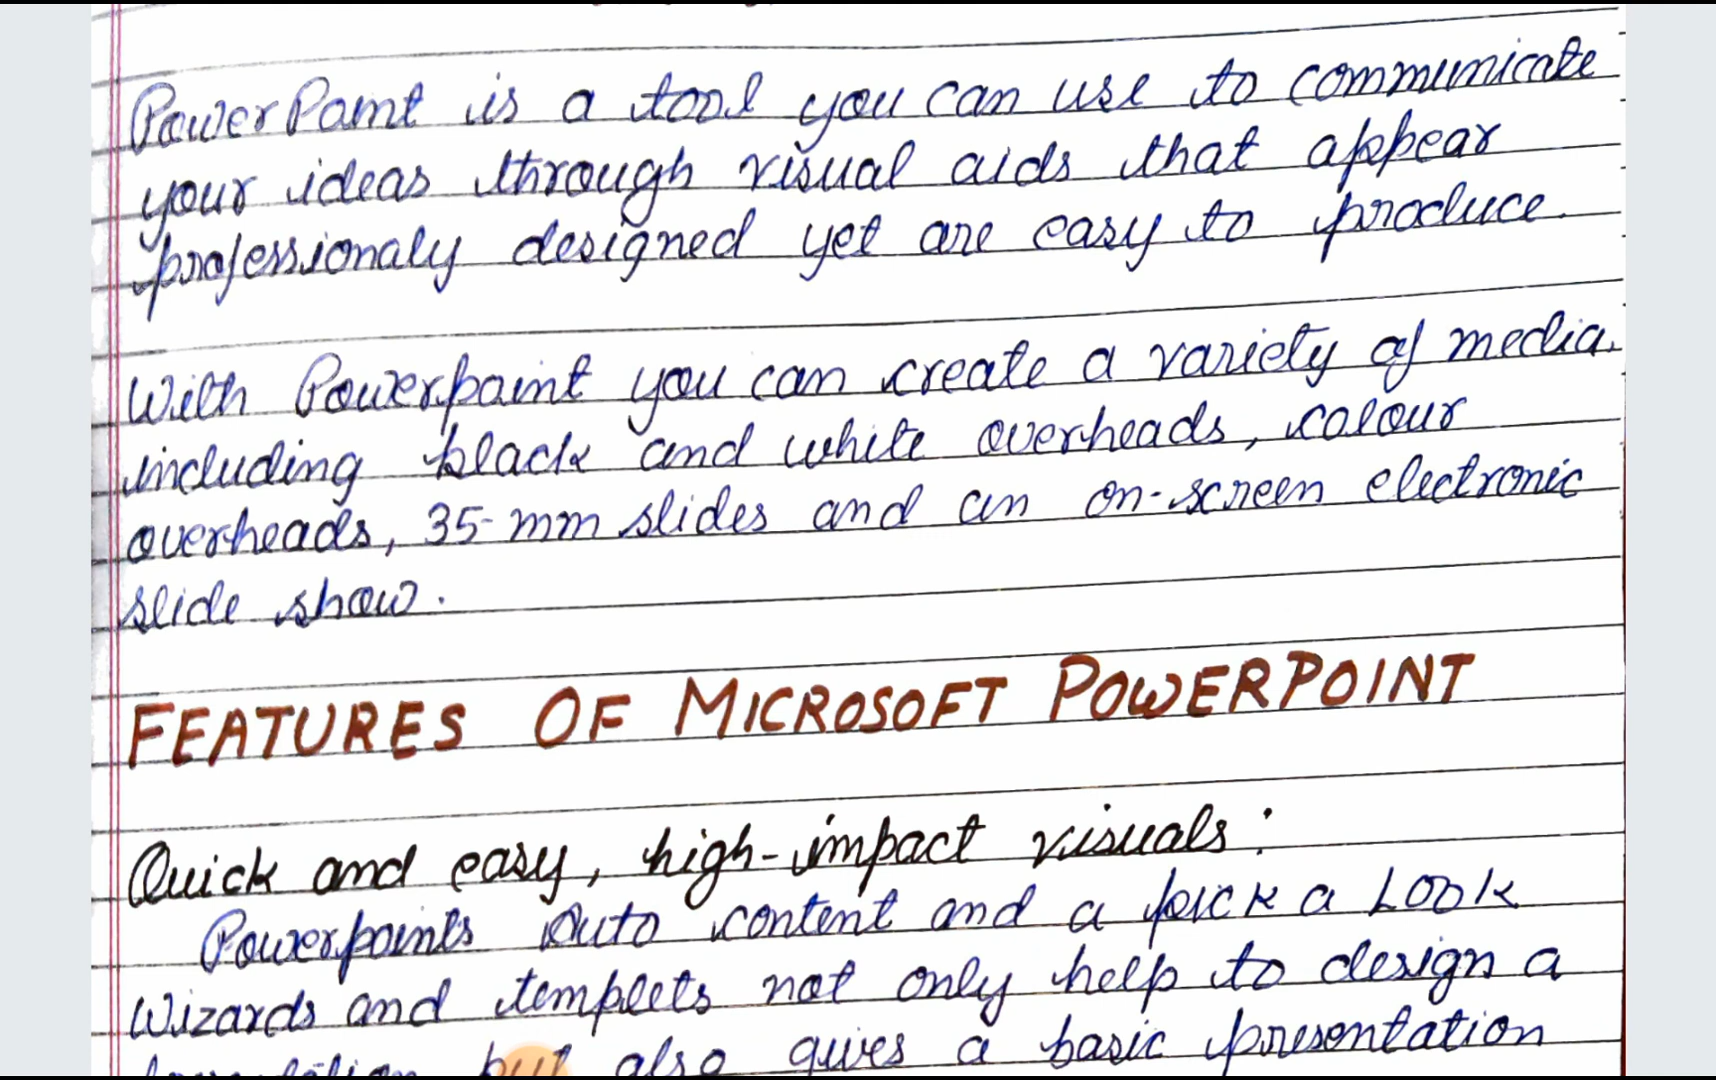 PowerPoint is a tool you can use to communicate
your ideas through visual aids that appear
professionaly designed yet are easy to produce.
With Powerpoint you can create a variety of media.
including black and white overheads, colour
overheads, 35-mm slides and an on-screen electronic
slide show.
FEATURES OF MICROSOFT POWERPOINT
Quick and easy, high-impact visuals:
Powerpoints Auto content and a pick a Look
Wizards and templets not only help to design a
but also gives a basic presentation